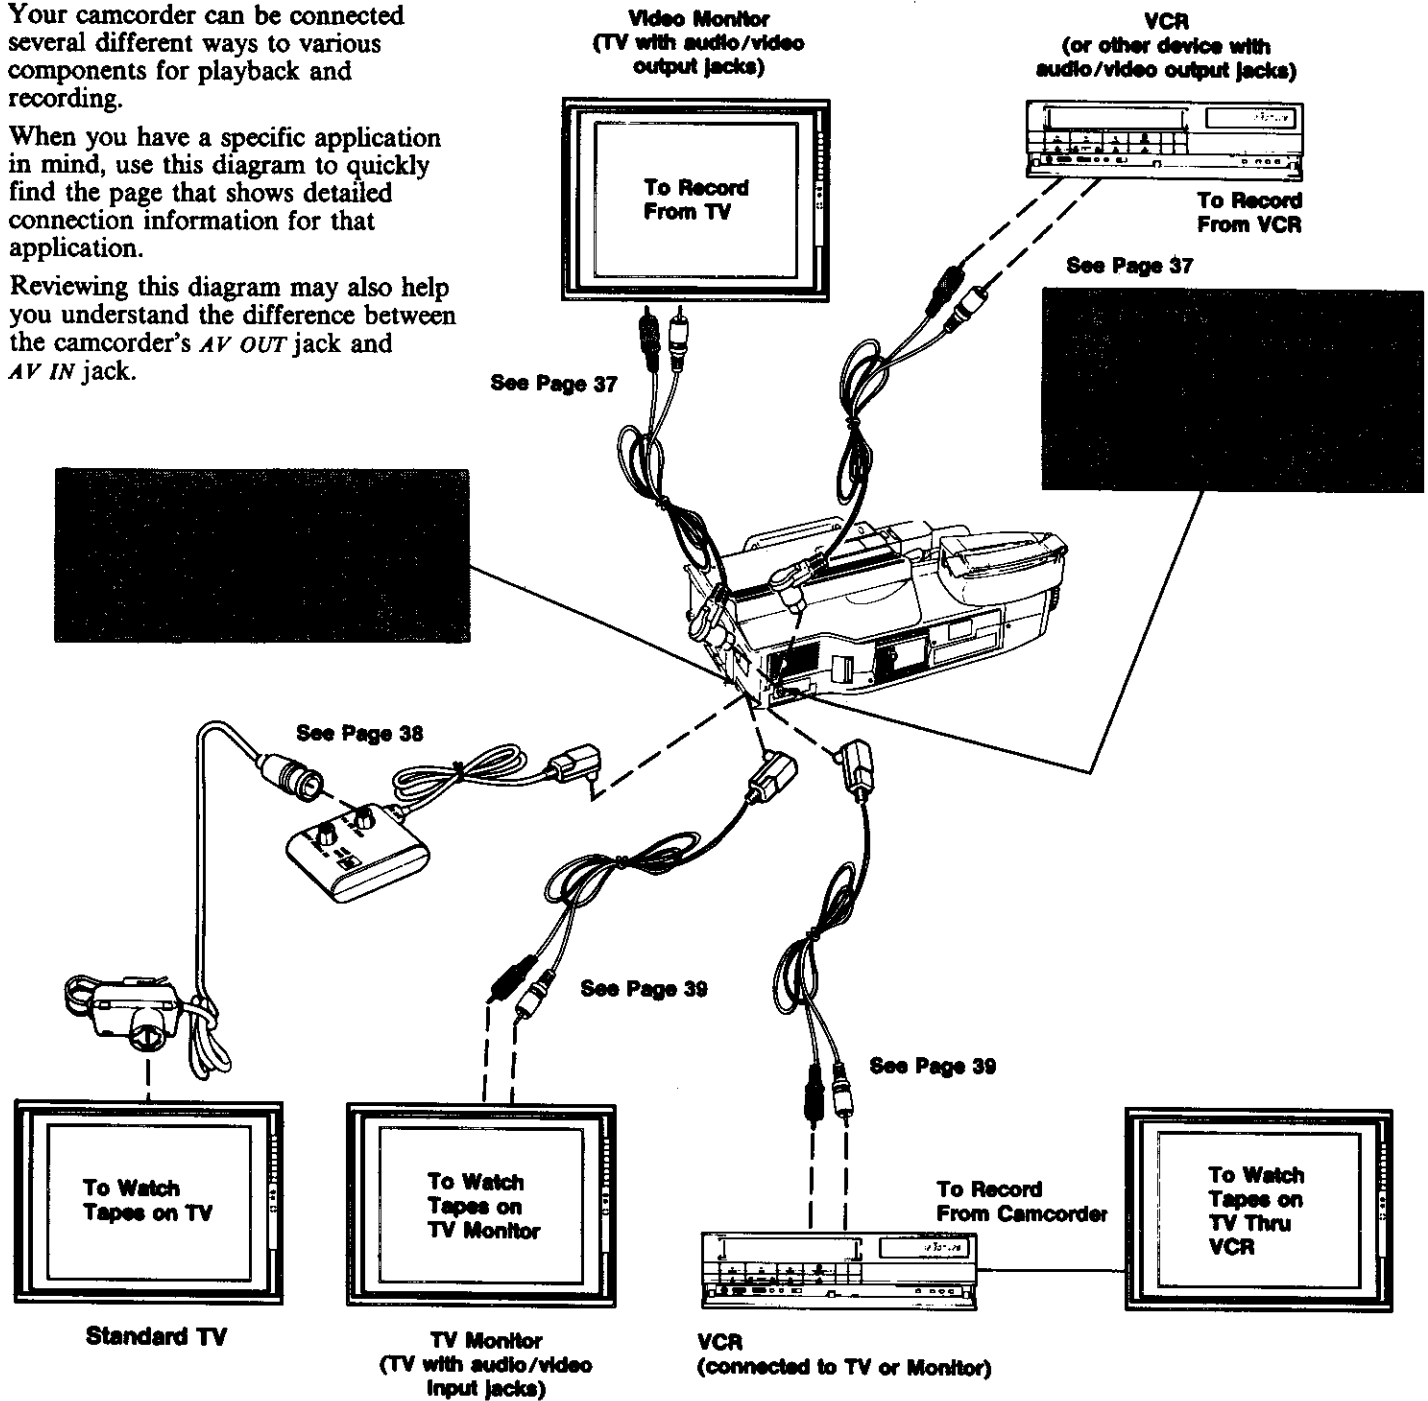 Your camcorder can be connected
several different ways to various
components for playback and
recording.
When you have a specific application
in mind, use this diagram to quickly
find the page that shows detailed
connection information for that
application.
Reviewing this diagram may also help
you understand the difference between
the camcorder's AV OUT jack and
AV IN jack.
Video Monitor
(TV with audio/video
output jacks)
VCR
(or other device with
audio/video output jacks)
To Record
From TV
To Record
From VCR
See Page 37
See Page 37
See Page 38
See Page 39
See Page 39
To Watch
Tapes on TV
To Watch
Tapes on
TV Monitor
To Record
From Camcorder
To Watch
Tapes on
TV Thru
VCR
Standard TV
TV Monitor
(TV with audio/video
input jacks)
VCR
(connected to TV or Monitor)